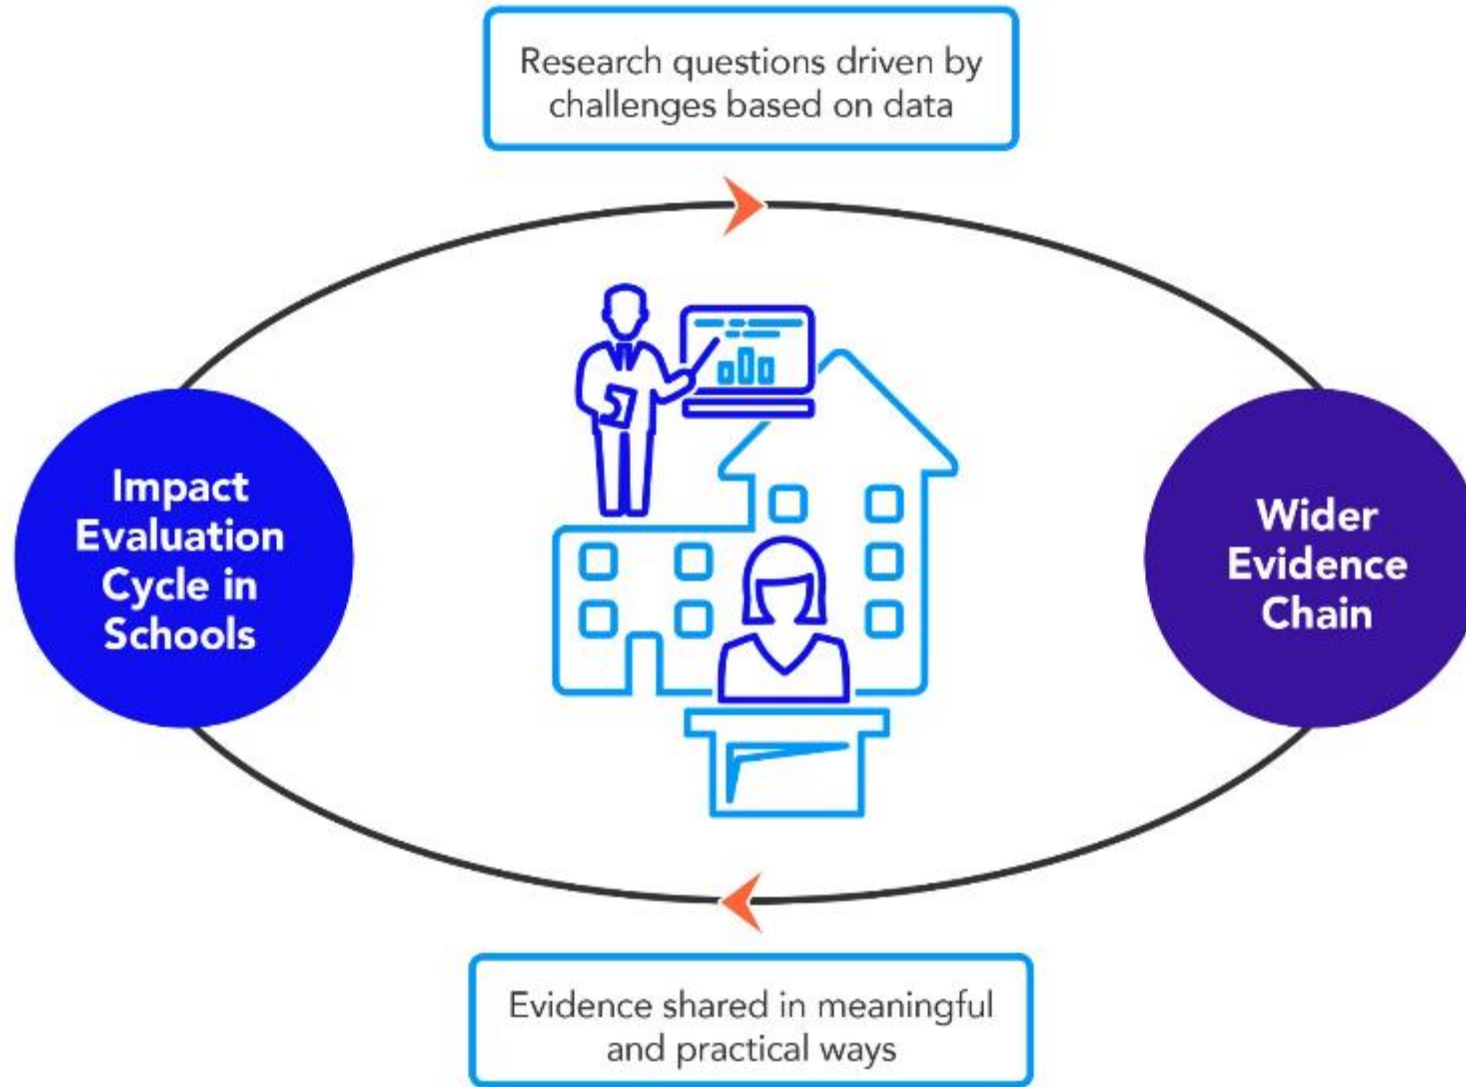 Research questions driven by
challenges based on data
Impact
Evaluation
Cycle in
Schools
Wider
Evidence
Chain
Evidence shared in meaningful
and practical ways